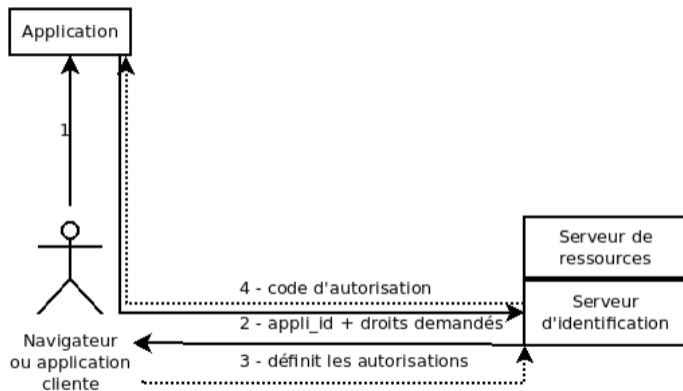 Application
1
Serveur de
ressources
4 - code d'autorisation
Serveur
d'identification
2 - appli_id + droits demandés
Navigateur
ou application
cliente
3 - définit les autorisations